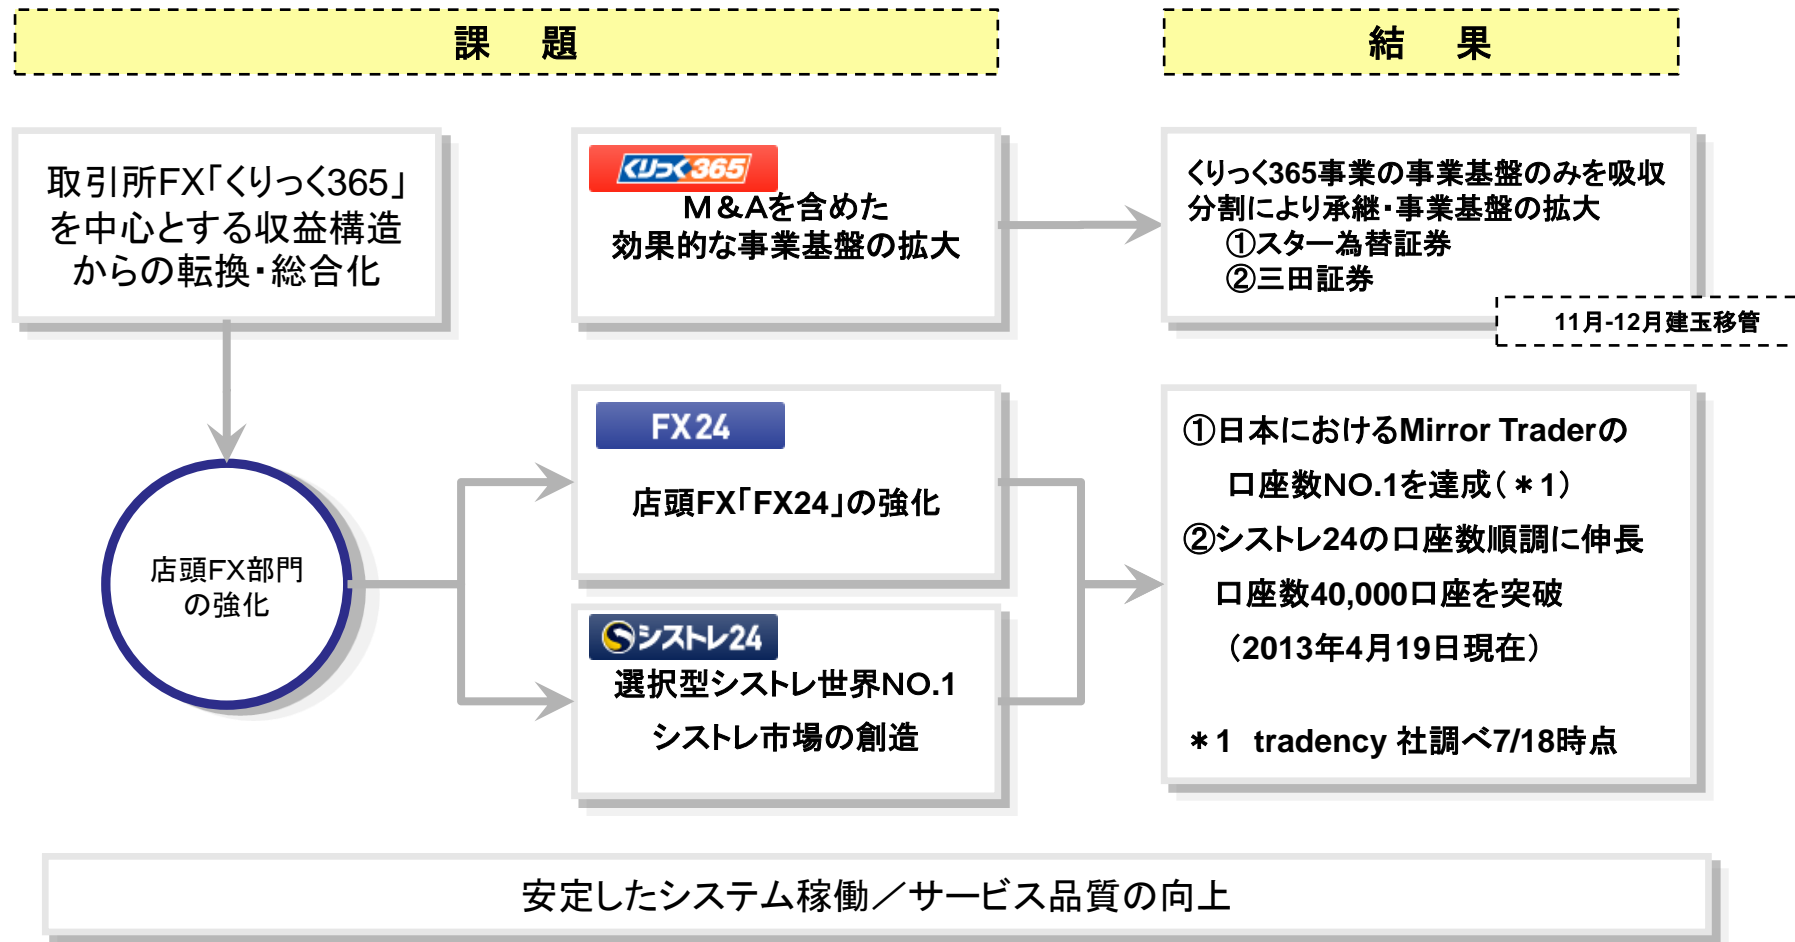 課　題
結　果
取引所FX「くりっく365」
を中心とする収益構造
からの転換・総合化
くりっく365
M&Aを含めた
効果的な事業基盤の拡大
くりっく365事業の事業基盤のみを吸収
分割により承継・事業基盤の拡大
①スター為替証券
②三田証券
11月-12月建玉移管
店頭FX部門
の強化
FX24
店頭FX「FX24」の強化
シストレ24
選択型シストレ世界NO.1
シストレ市場の創造
①日本におけるMirror Traderの
口座数NO.1を達成(＊1)
②シストレ24の口座数順調に伸長
口座数40,000口座を突破
(2013年4月19日現在)
＊1 tradency 社調べ7/18時点
安定したシステム稼働／サービス品質の向上